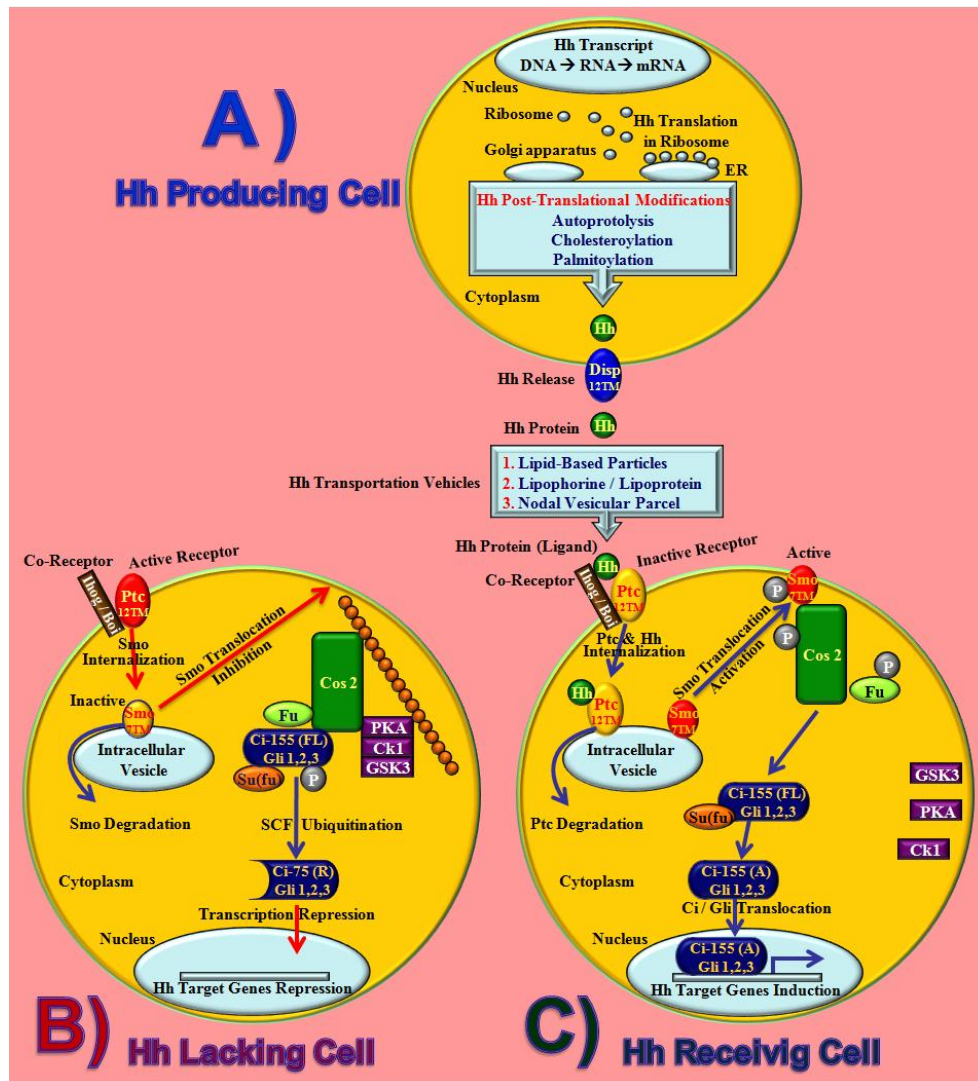 Hh Transcript
DNA → RNA → mRNA
Nucleus
Ribosome
Hh Translation
in Ribosome
Golgi apparatus
ER
A )
Hh Producing Cell
Hh Post-Translational Modifications
Autoprotolysis
Cholesteroylation
Palmitoylation
Cytoplasm
Hh
Disp
12TM
Hh Release
Hh Protein
Hh
Hh Transportation Vehicles
1. Lipid-Based Particles
2. Lipophorine / Lipoprotein
3. Nodal Vesicular Parcel
Co-Receptor
Active Receptor
Ihog / Boi
Ptc
12TM
Smo
Internalization
Smo Translocation
Inhibition
Inactive
Smo
7TM
Intracellular
Vesicle
Smo Degradation
Cos 2
Fu
Ci-155 (FL)
Gli 1,2,3
Su(fu)
P
PKA
Ck1
GSK3
SCF Ubiquitination
Ci-75 (R)
Gli 1,2,3
Cytoplasm
Transcription Repression
Nucleus
Hh Target Genes Repression
B)
Hh Lacking Cell
Hh Protein (Ligand)
Hh
Inactive Receptor
Co-Receptor
Ihog / Boi
Ptc
12TM
Active
P
Smo
7TM
Ptc & Hh
Internalization
Smo Translocation
Activation
P
Cos 2
P
Fu
Hh
Ptc
12TM
Smo
7TM
Intracellular
Vesicle
Ptc Degradation
Ci-155 (FL)
Gli 1,2,3
Su(fu)
GSK3
PKA
Ck1
Ci-155 (A)
Gli 1,2,3
Cytoplasm
Ci / Gli Translocation
Nucleus
Ci-155 (A)
Gli 1,2,3
Hh Target Genes Induction
C)
Hh Receivig Cell